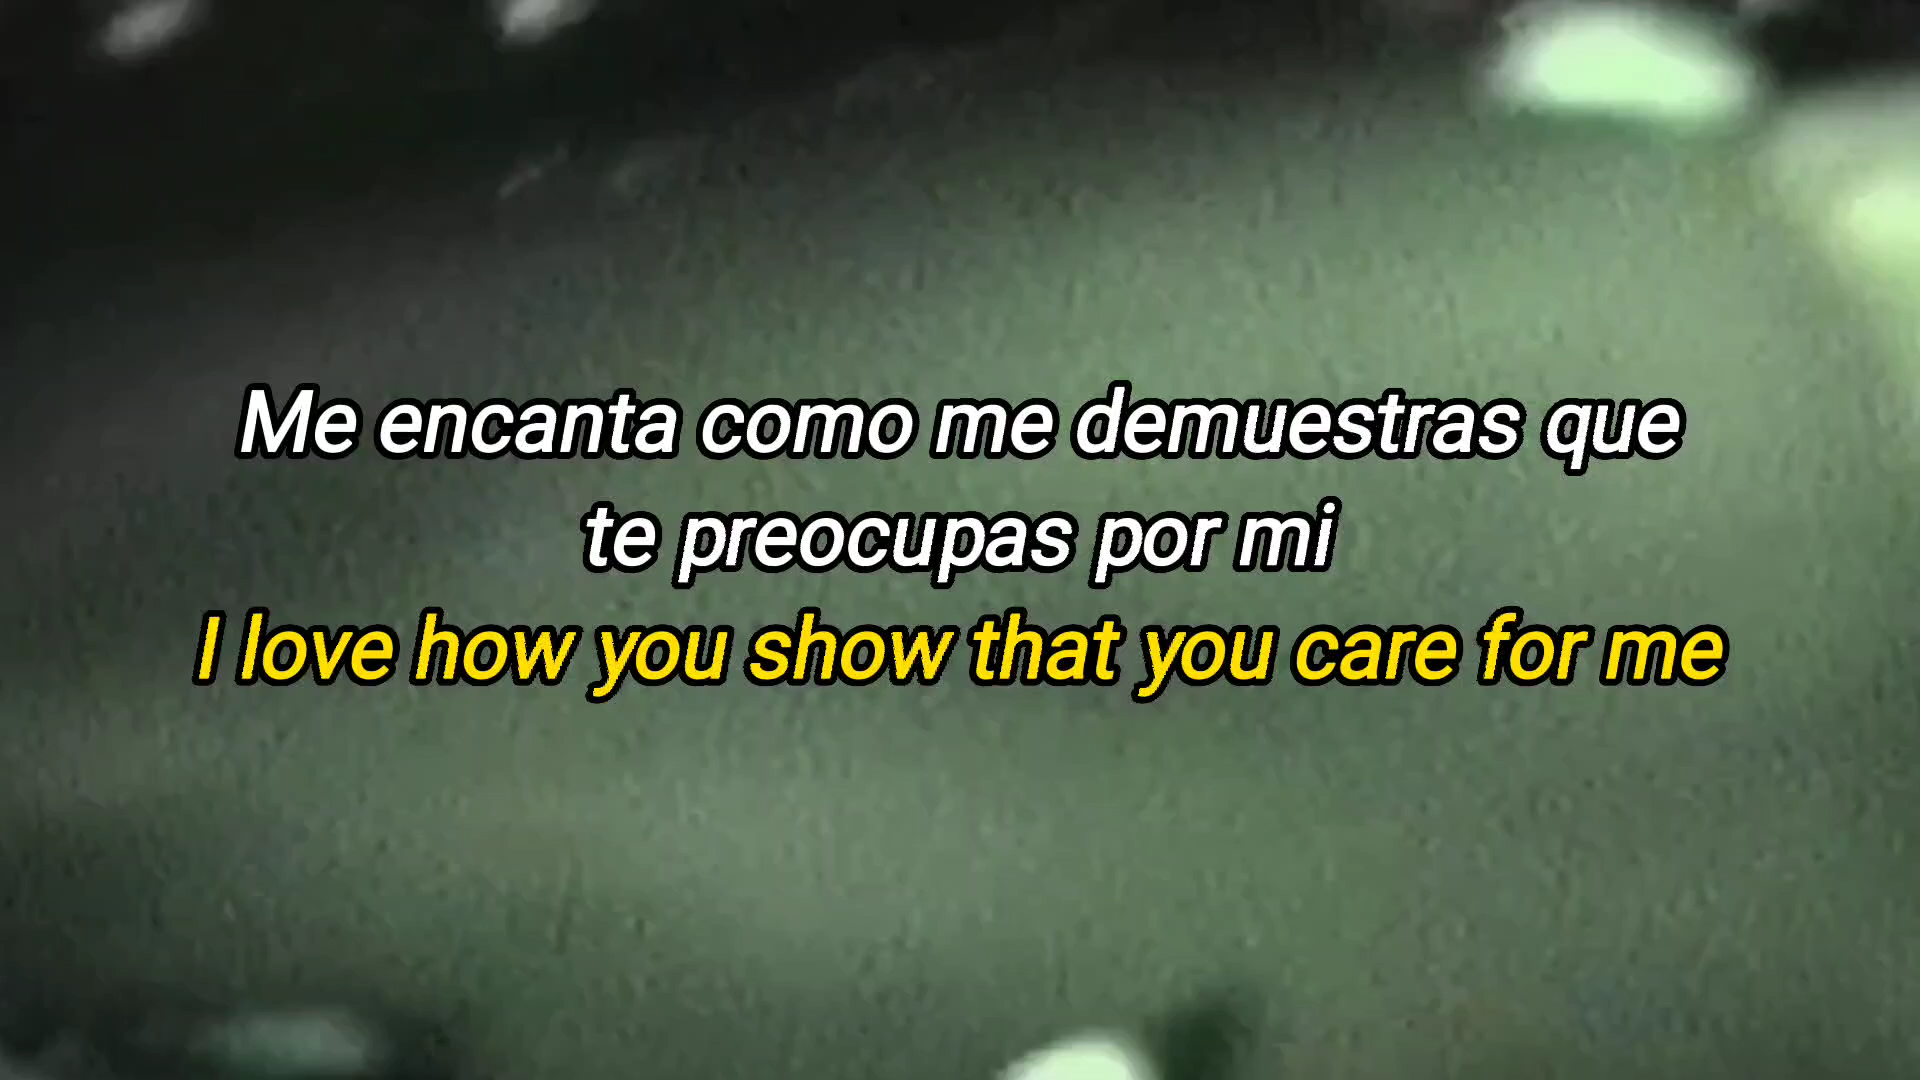 Me encanta como me demuestras que
te preocupas por mi
I love how you show that you care for me